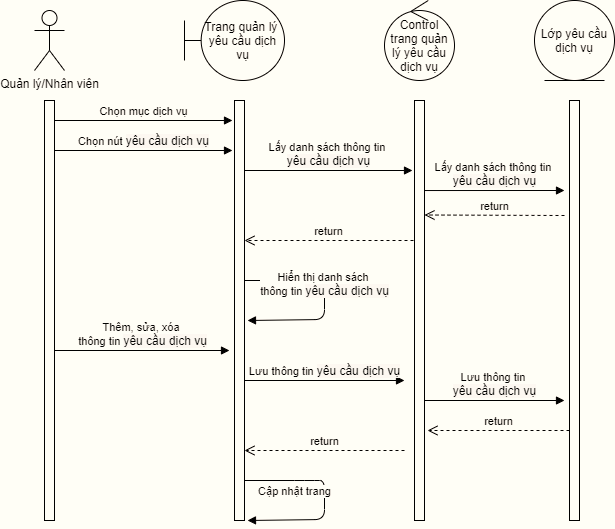 Trang quản lý
yêu cầu dịch
vụ
Control
trang quản
lý yêu cầu
dịch vụ
Lớp yêu cầu
dịch vụ
Quản lý/Nhân viên
Chọn mục dịch vụ
Chọn nút yêu cầu dịch vụ
Lấy danh sách thông tin
yêu cầu dịch vụ
Lấy danh sách thông tin
yêu cầu dịch vụ
return
return
Hiển thị danh sách
thông tin yêu cầu dịch vụ
Thêm, sửa, xóa
thông tin yêu cầu dịch vụ
Lưu thông tin yêu cầu dịch vụ
Lưu thông tin
yêu cầu dịch vụ
return
return
Cập nhật trang